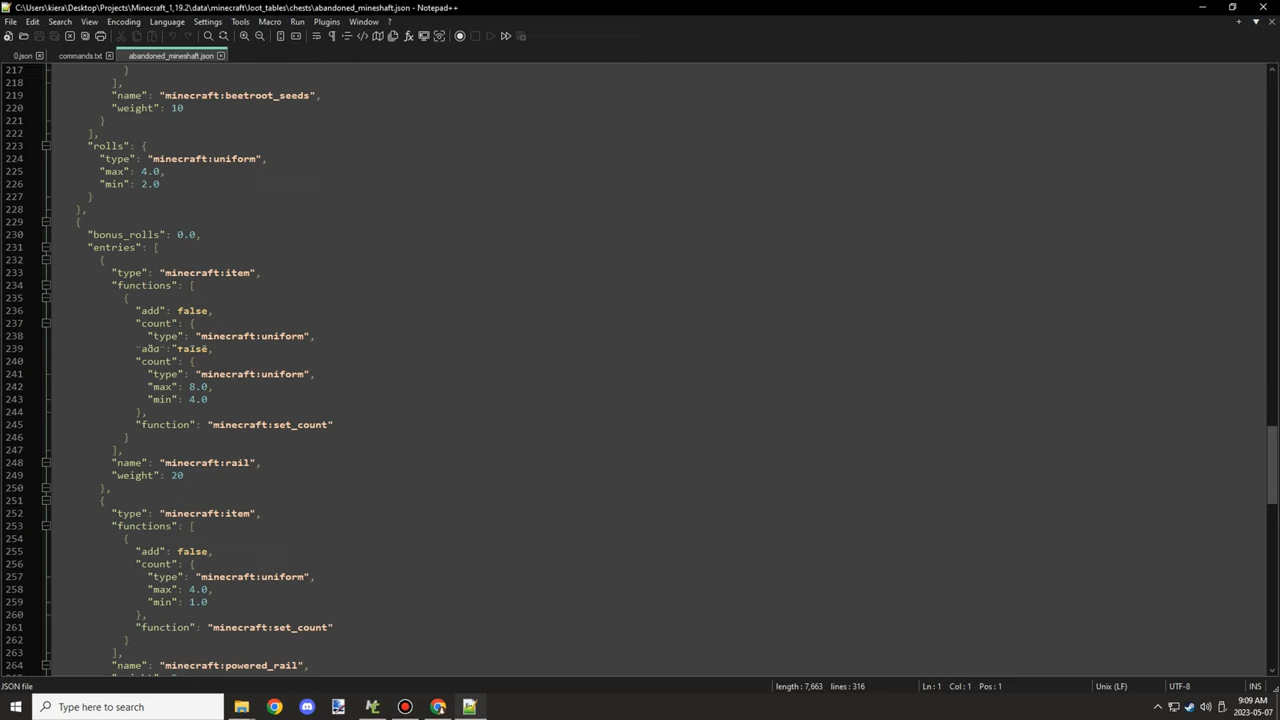 C:\Users\kiera\Desktop\Projects\Minecraft_1,19.2\data\minecraft\loot_tables\chests\abandoned_mineshaft.json - Notepad++
File Edit Search View Encoding Language Settings Tools Macro Run Plugins Window ?
0.json commands.txt abandoned_mineshaft.json
217 }
218 ],
219 "name": "minecraft:beetroot_seeds",
220 "weight": 10
221 }
222 ],
223 "rolls": {
224 "type": "minecraft:uniform",
225 "max": 4.0,
226 "min": 2.0
227 }
228 },
229 {
230 "bonus_rolls": 0.0,
231 "entries": [
232 {
233 "type": "minecraft:item",
234 "functions": [
235 {
236 "add": false,
237 "count": {
238 "type": "minecraft:uniform",
239 "add": false,
240 "count": {
241 "type": "minecraft:uniform",
242 "max": 8.0,
243 "min": 4.0
244 },
245 "function": "minecraft:set_count"
246 }
247 ],
248 "name": "minecraft:rail",
249 "weight": 20
250 },
251 {
252 "type": "minecraft:item",
253 "functions": [
254 {
255 "add": false,
256 "count": {
257 "type": "minecraft:uniform",
258 "max": 4.0,
259 "min": 1.0
260 },
261 "function": "minecraft:set_count"
262 }
263 ],
264 "name": "minecraft:powered_rail",
JSON file length : 7,663 lines : 316 Ln : 1 Col : 1 Pos : 1 Unix (LF) UTF-8 INS
Type here to search
9:09 AM
2023-05-07